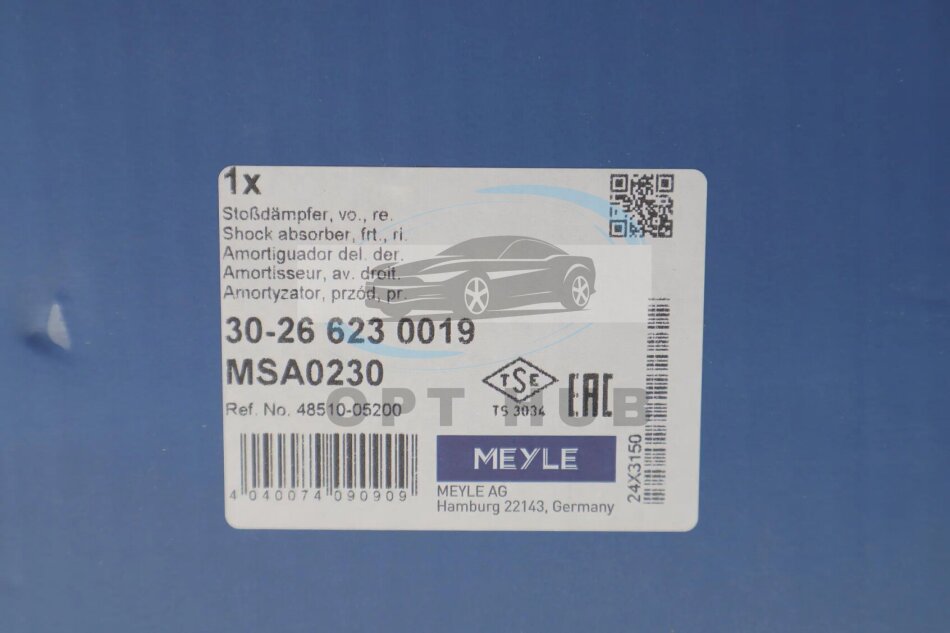 1x
Stoßdämpfer, vo., re.
Shock absorber, frt., ri.
Amortiguador del. der.
Amortisseur, av. droit.
Amortyzator, przód, pr.
30-26 623 0019
MSA0230
Ref. No. 48510-05200
TSE
TS 3034
EAC
OPT HUB
4 040074 090909
MEYLE
MEYLE AG
Hamburg 22143, Germany
24X3150